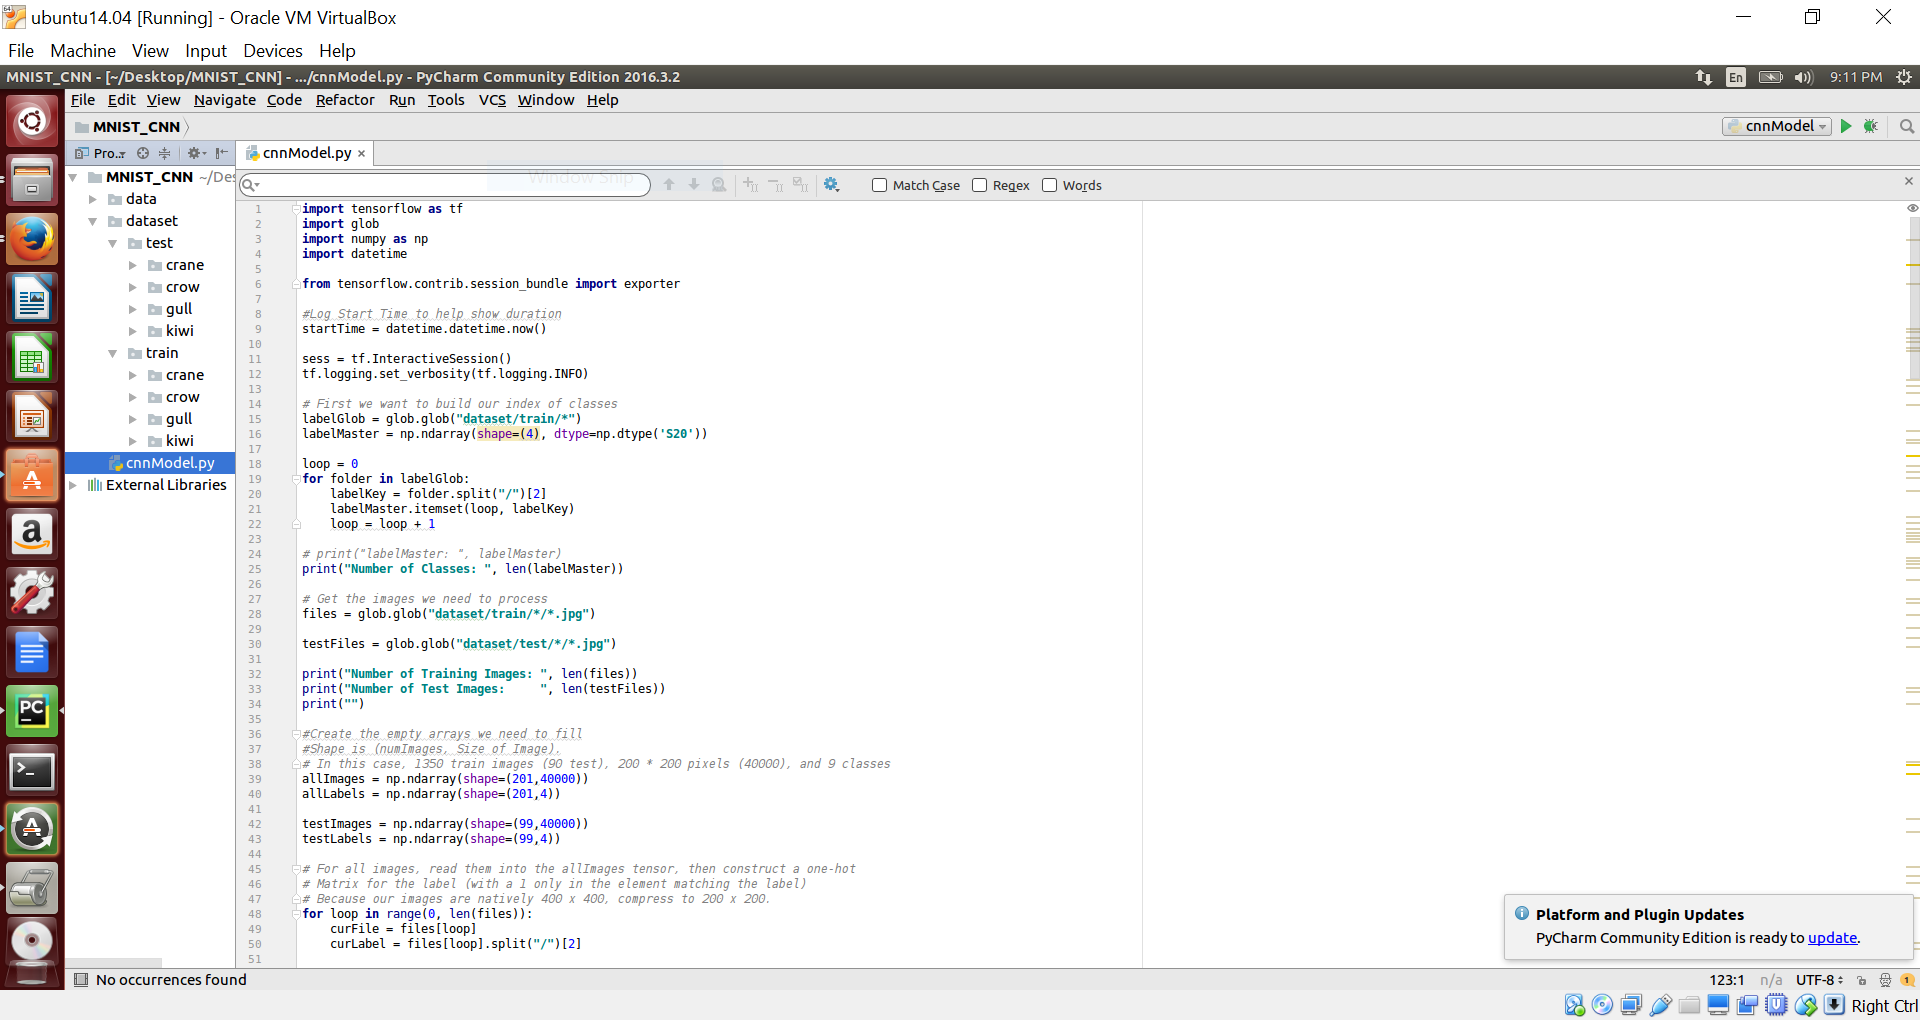 ubuntu14.04 [Running] - Oracle VM VirtualBox
File Machine View Input Devices Help
MNIST_CNN - [~/Desktop/MNIST_CNN] - .../cnnModel.py - PyCharm Community Edition 2016.3.2
En 9:11 PM
File Edit View Navigate Code Refactor Run Tools VCS Window Help
MNIST_CNN
cnnModel
Pro..
cnnModel.py
Window Snip
Match Case Regex Words
MNIST_CNN ~/Des
data
dataset
test
crane
crow
gull
kiwi
train
crane
crow
gull
kiwi
cnnModel.py
External Libraries
1 import tensorflow as tf
2 import glob
3 import numpy as np
4 import datetime
5
6 from tensorflow.contrib.session_bundle import exporter
7
8 #Log Start Time to help show duration
9 startTime = datetime.datetime.now()
10
11 sess = tf.InteractiveSession()
12 tf.logging.set_verbosity(tf.logging.INFO)
13
14 # First we want to build our index of classes
15 labelGlob = glob.glob("dataset/train/*")
16 labelMaster = np.ndarray(shape=(4), dtype=np.dtype('S20'))
17
18 loop = 0
19 for folder in labelGlob:
20 labelKey = folder.split("/")[2]
21 labelMaster.itemset(loop, labelKey)
22 loop = loop + 1
23
24 # print("labelMaster: ", labelMaster)
25 print("Number of Classes: ", len(labelMaster))
26
27 # Get the images we need to process
28 files = glob.glob("dataset/train/*/*.jpg")
29
30 testFiles = glob.glob("dataset/test/*/*.jpg")
31
32 print("Number of Training Images: ", len(files))
33 print("Number of Test Images:     ", len(testFiles))
34 print("")
35
36 #Create the empty arrays we need to fill
37 #Shape is (numImages, Size of Image).
38 # In this case, 1350 train images (90 test), 200 * 200 pixels (40000), and 9 classes
39 allImages = np.ndarray(shape=(201,40000))
40 allLabels = np.ndarray(shape=(201,4))
41
42 testImages = np.ndarray(shape=(99,40000))
43 testLabels = np.ndarray(shape=(99,4))
44
45 # For all images, read them into the allImages tensor, then construct a one-hot
46 # Matrix for the label (with a 1 only in the element matching the label)
47 # Because our images are natively 400 x 400, compress to 200 x 200.
48 for loop in range(0, len(files)):
49 curFile = files[loop]
50 curLabel = files[loop].split("/")[2]
51
Platform and Plugin Updates
PyCharm Community Edition is ready to update.
No occurrences found
123:1 n/a UTF-8 1
Right Ctrl